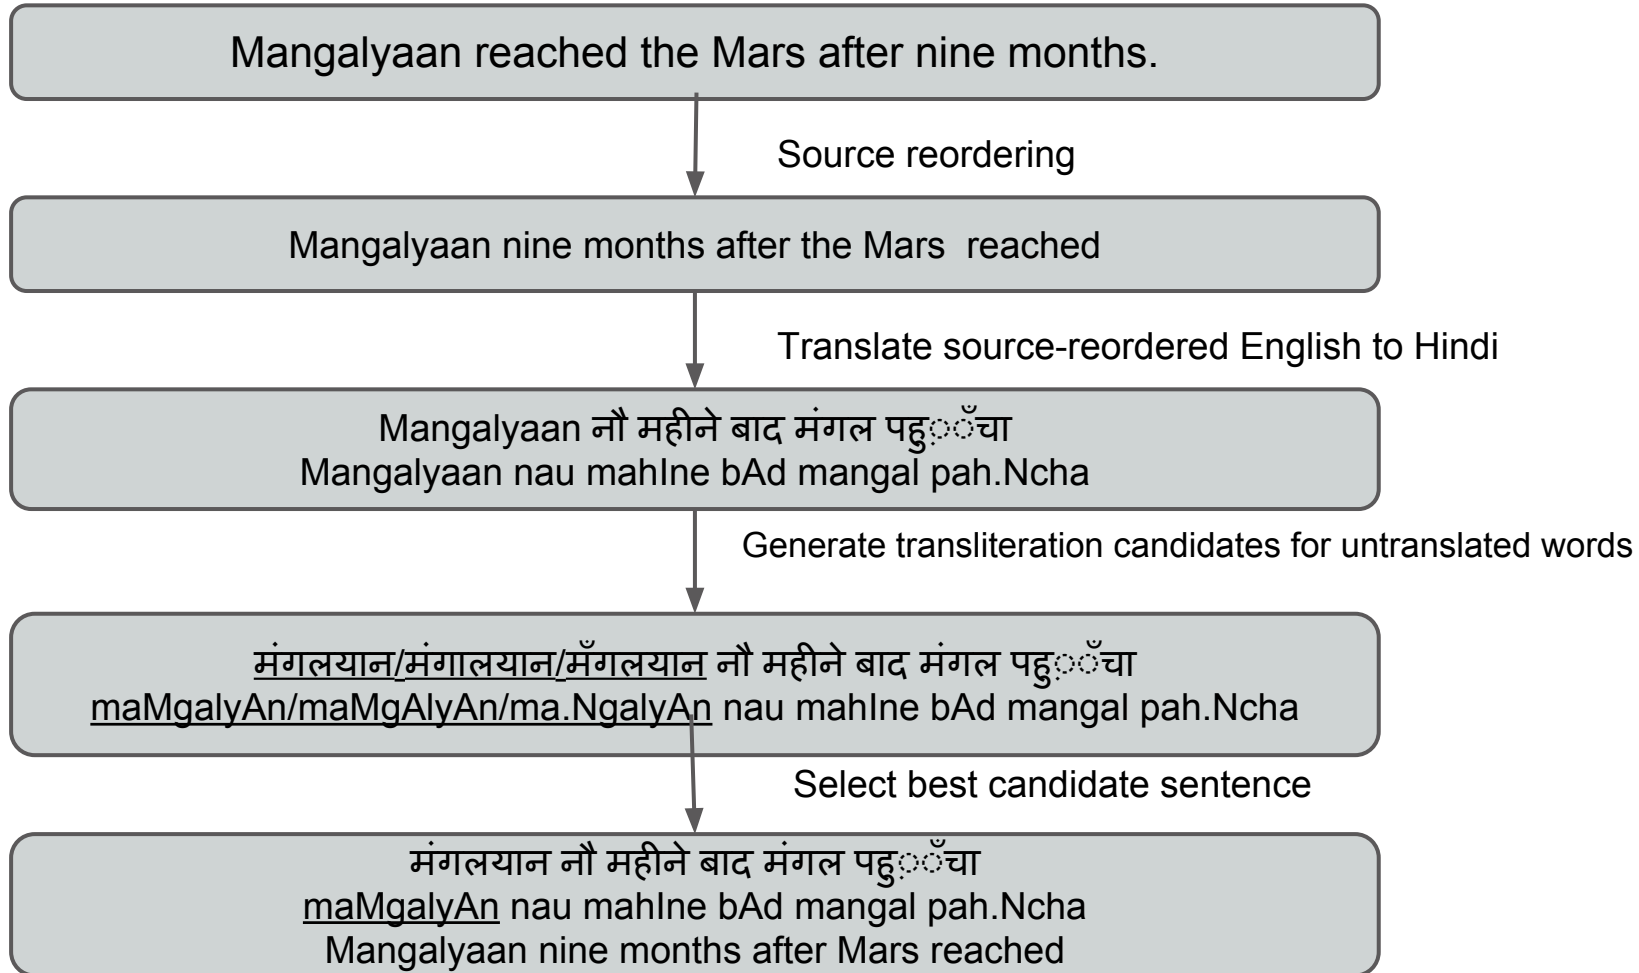 Mangalyaan reached the Mars after nine months.
Source reordering
Mangalyaan nine months after the Mars reached
Translate source-reordered English to Hindi
Mangalyaan नौ महीने बाद मंगल पहु़ँचा
Mangalyaan nau mahIne bAd mangal pah.Ncha
Generate transliteration candidates for untranslated words
मंगलयान/मंगालयान/मँगलयान नौ महीने बाद मंगल पहु़ँचा
maMgalyAn/maMgAlyAn/ma.NgalyAn nau mahIne bAd mangal pah.Ncha
Select best candidate sentence
मंगलयान नौ महीने बाद मंगल पहु़ँचा
maMgalyAn nau mahIne bAd mangal pah.Ncha
Mangalyaan nine months after Mars reached